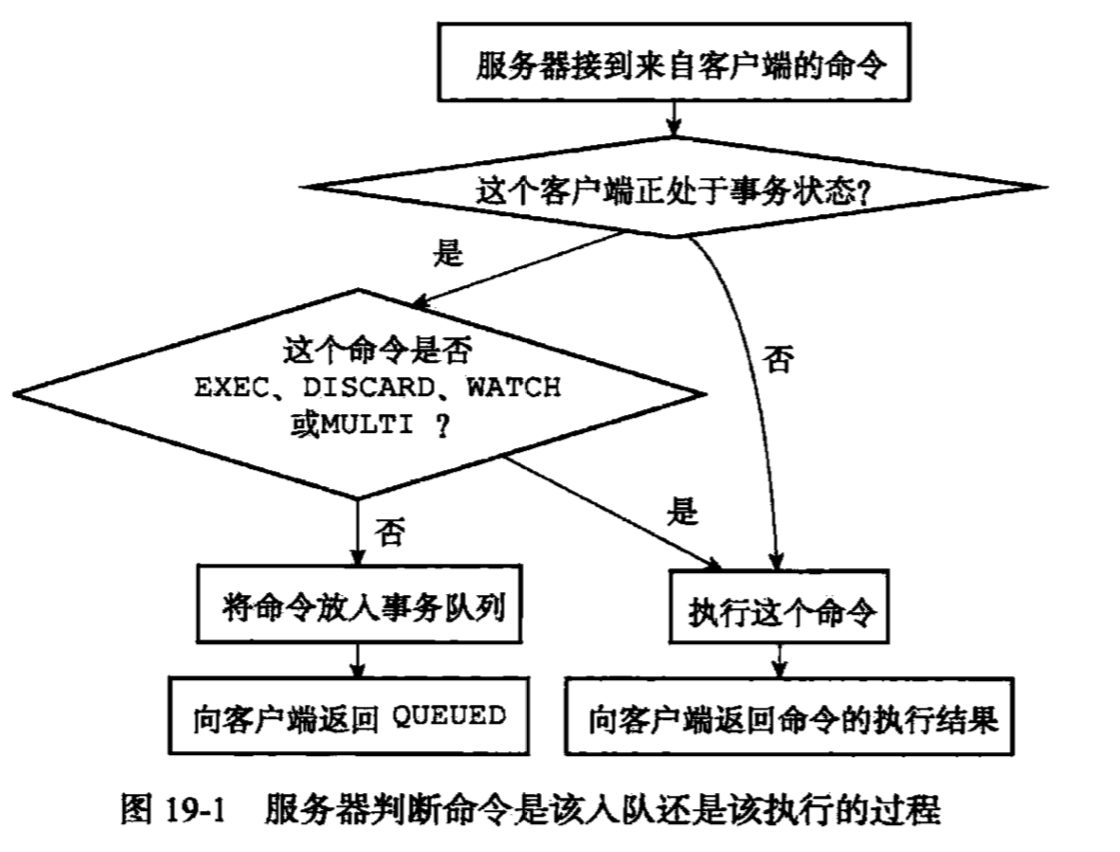 服务器接到来自客户端的命令
这个客户端正处于事务状态?
是
否
这个命令是否
EXEC、DISCARD、WATCH
或MULTI ?
否
是
将命令放入事务队列
执行这个命令
向客户端返回 QUEUED
向客户端返回命令的执行结果
图 19-1 服务器判断命令是该入队还是该执行的过程